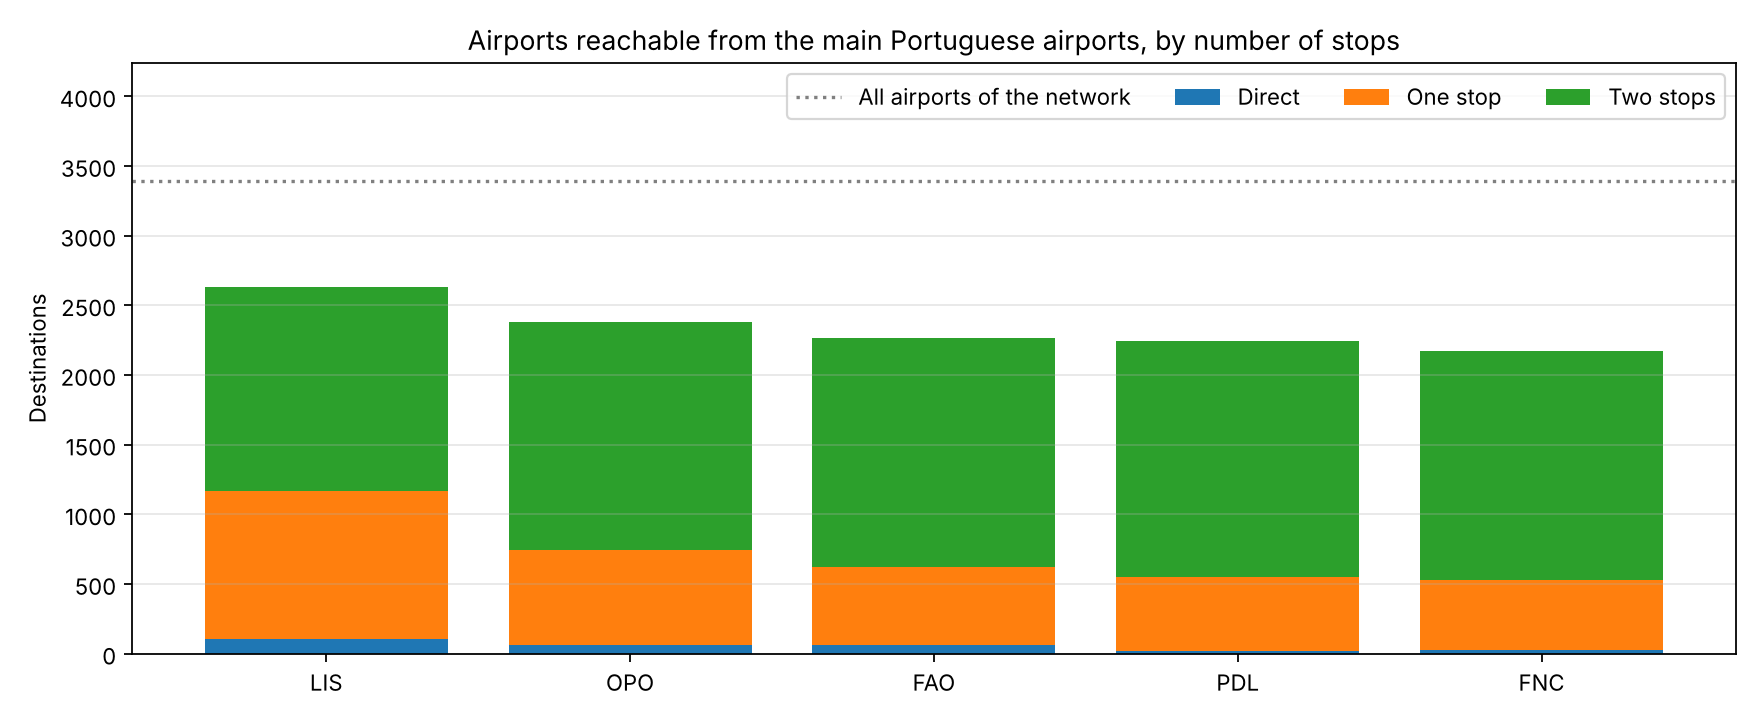 Airports reachable from the main Portuguese airports, by number of stops
All airports of the network Direct One stop Two stops
4000
3500
3000
2500
2000
1500
1000
500
0
Destinations
LIS OPO FAO PDL FNC